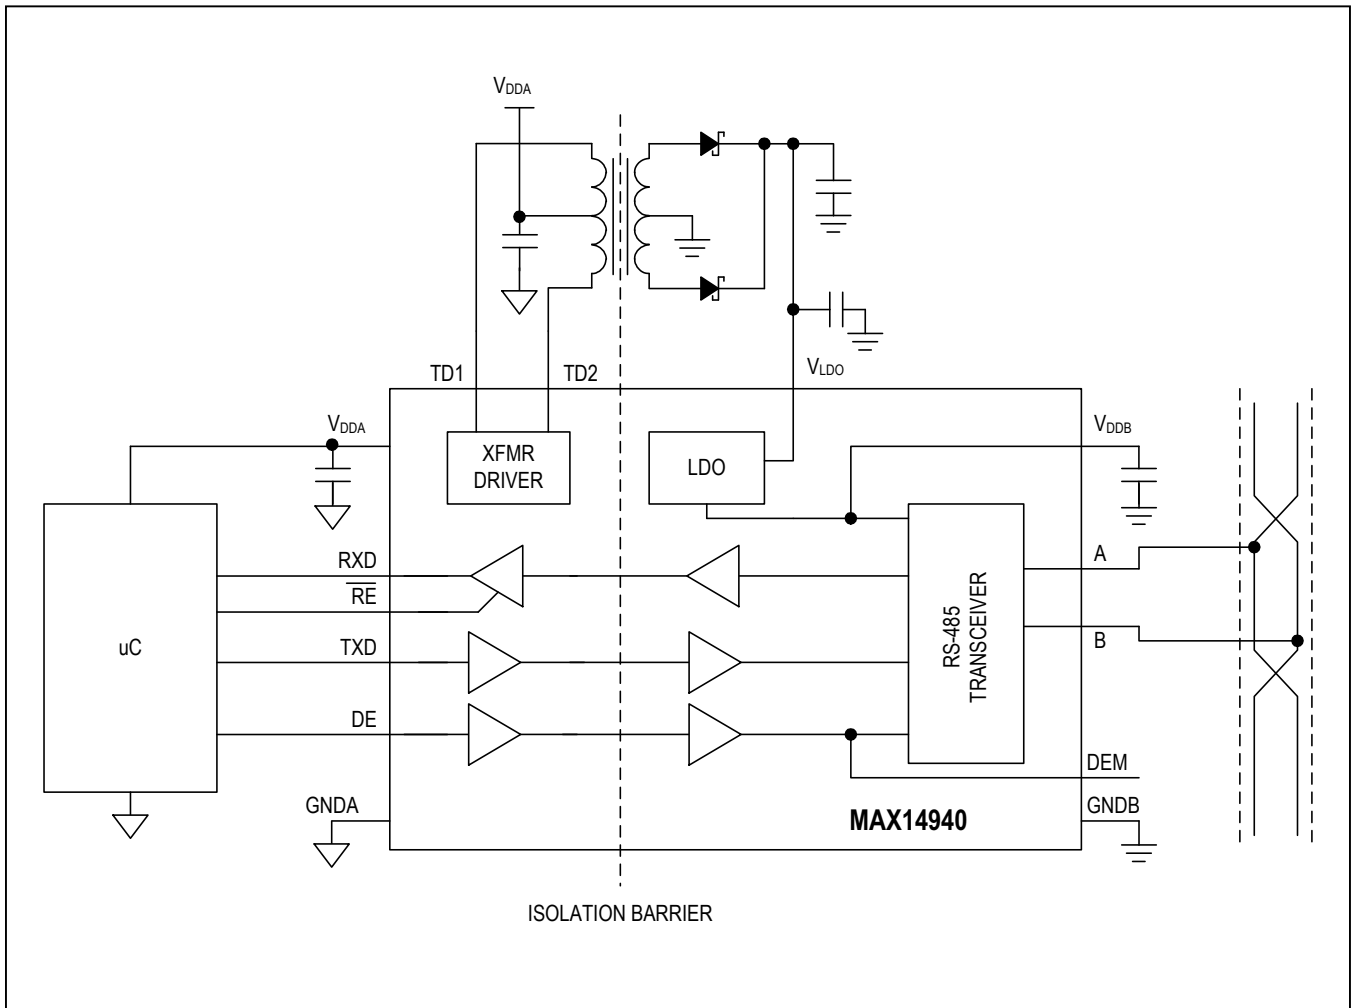 VDDA
TD1
TD2
VLDO
VDDA
XFMR
DRIVER
LDO
VDDB
RXD
RE
TXD
DE
uC
RS-485
TRANSCEIVER
A
B
DEM
GNDA
MAX14940
GNDB
ISOLATION BARRIER